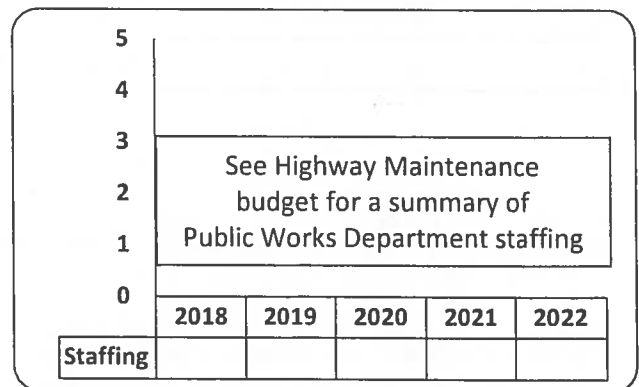 5
4
3
2
1
0
See Highway Maintenance
budget for a summary of
Public Works Department staffing
2018 2019 2020 2021 2022
Staffing